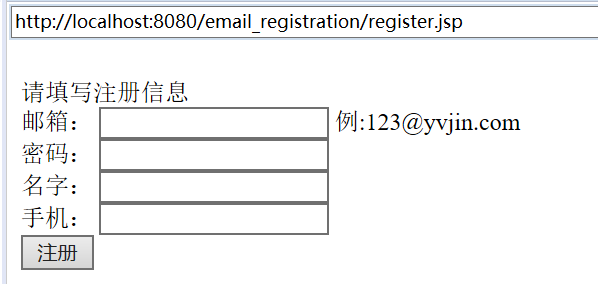 http://localhost:8080/email_registration/register.jsp
请填写注册信息
邮箱： 例:123@yvjin.com
密码：
名字：
手机：
注册